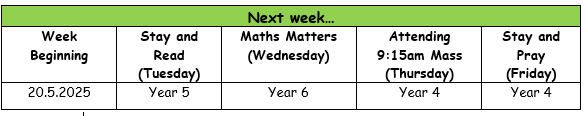 Next week…
Week Beginning
Stay and Read (Tuesday)
Maths Matters (Wednesday)
Attending 9:15am Mass (Thursday)
Stay and Pray (Friday)
20.5.2025
Year 5
Year 6
Year 4
Year 4